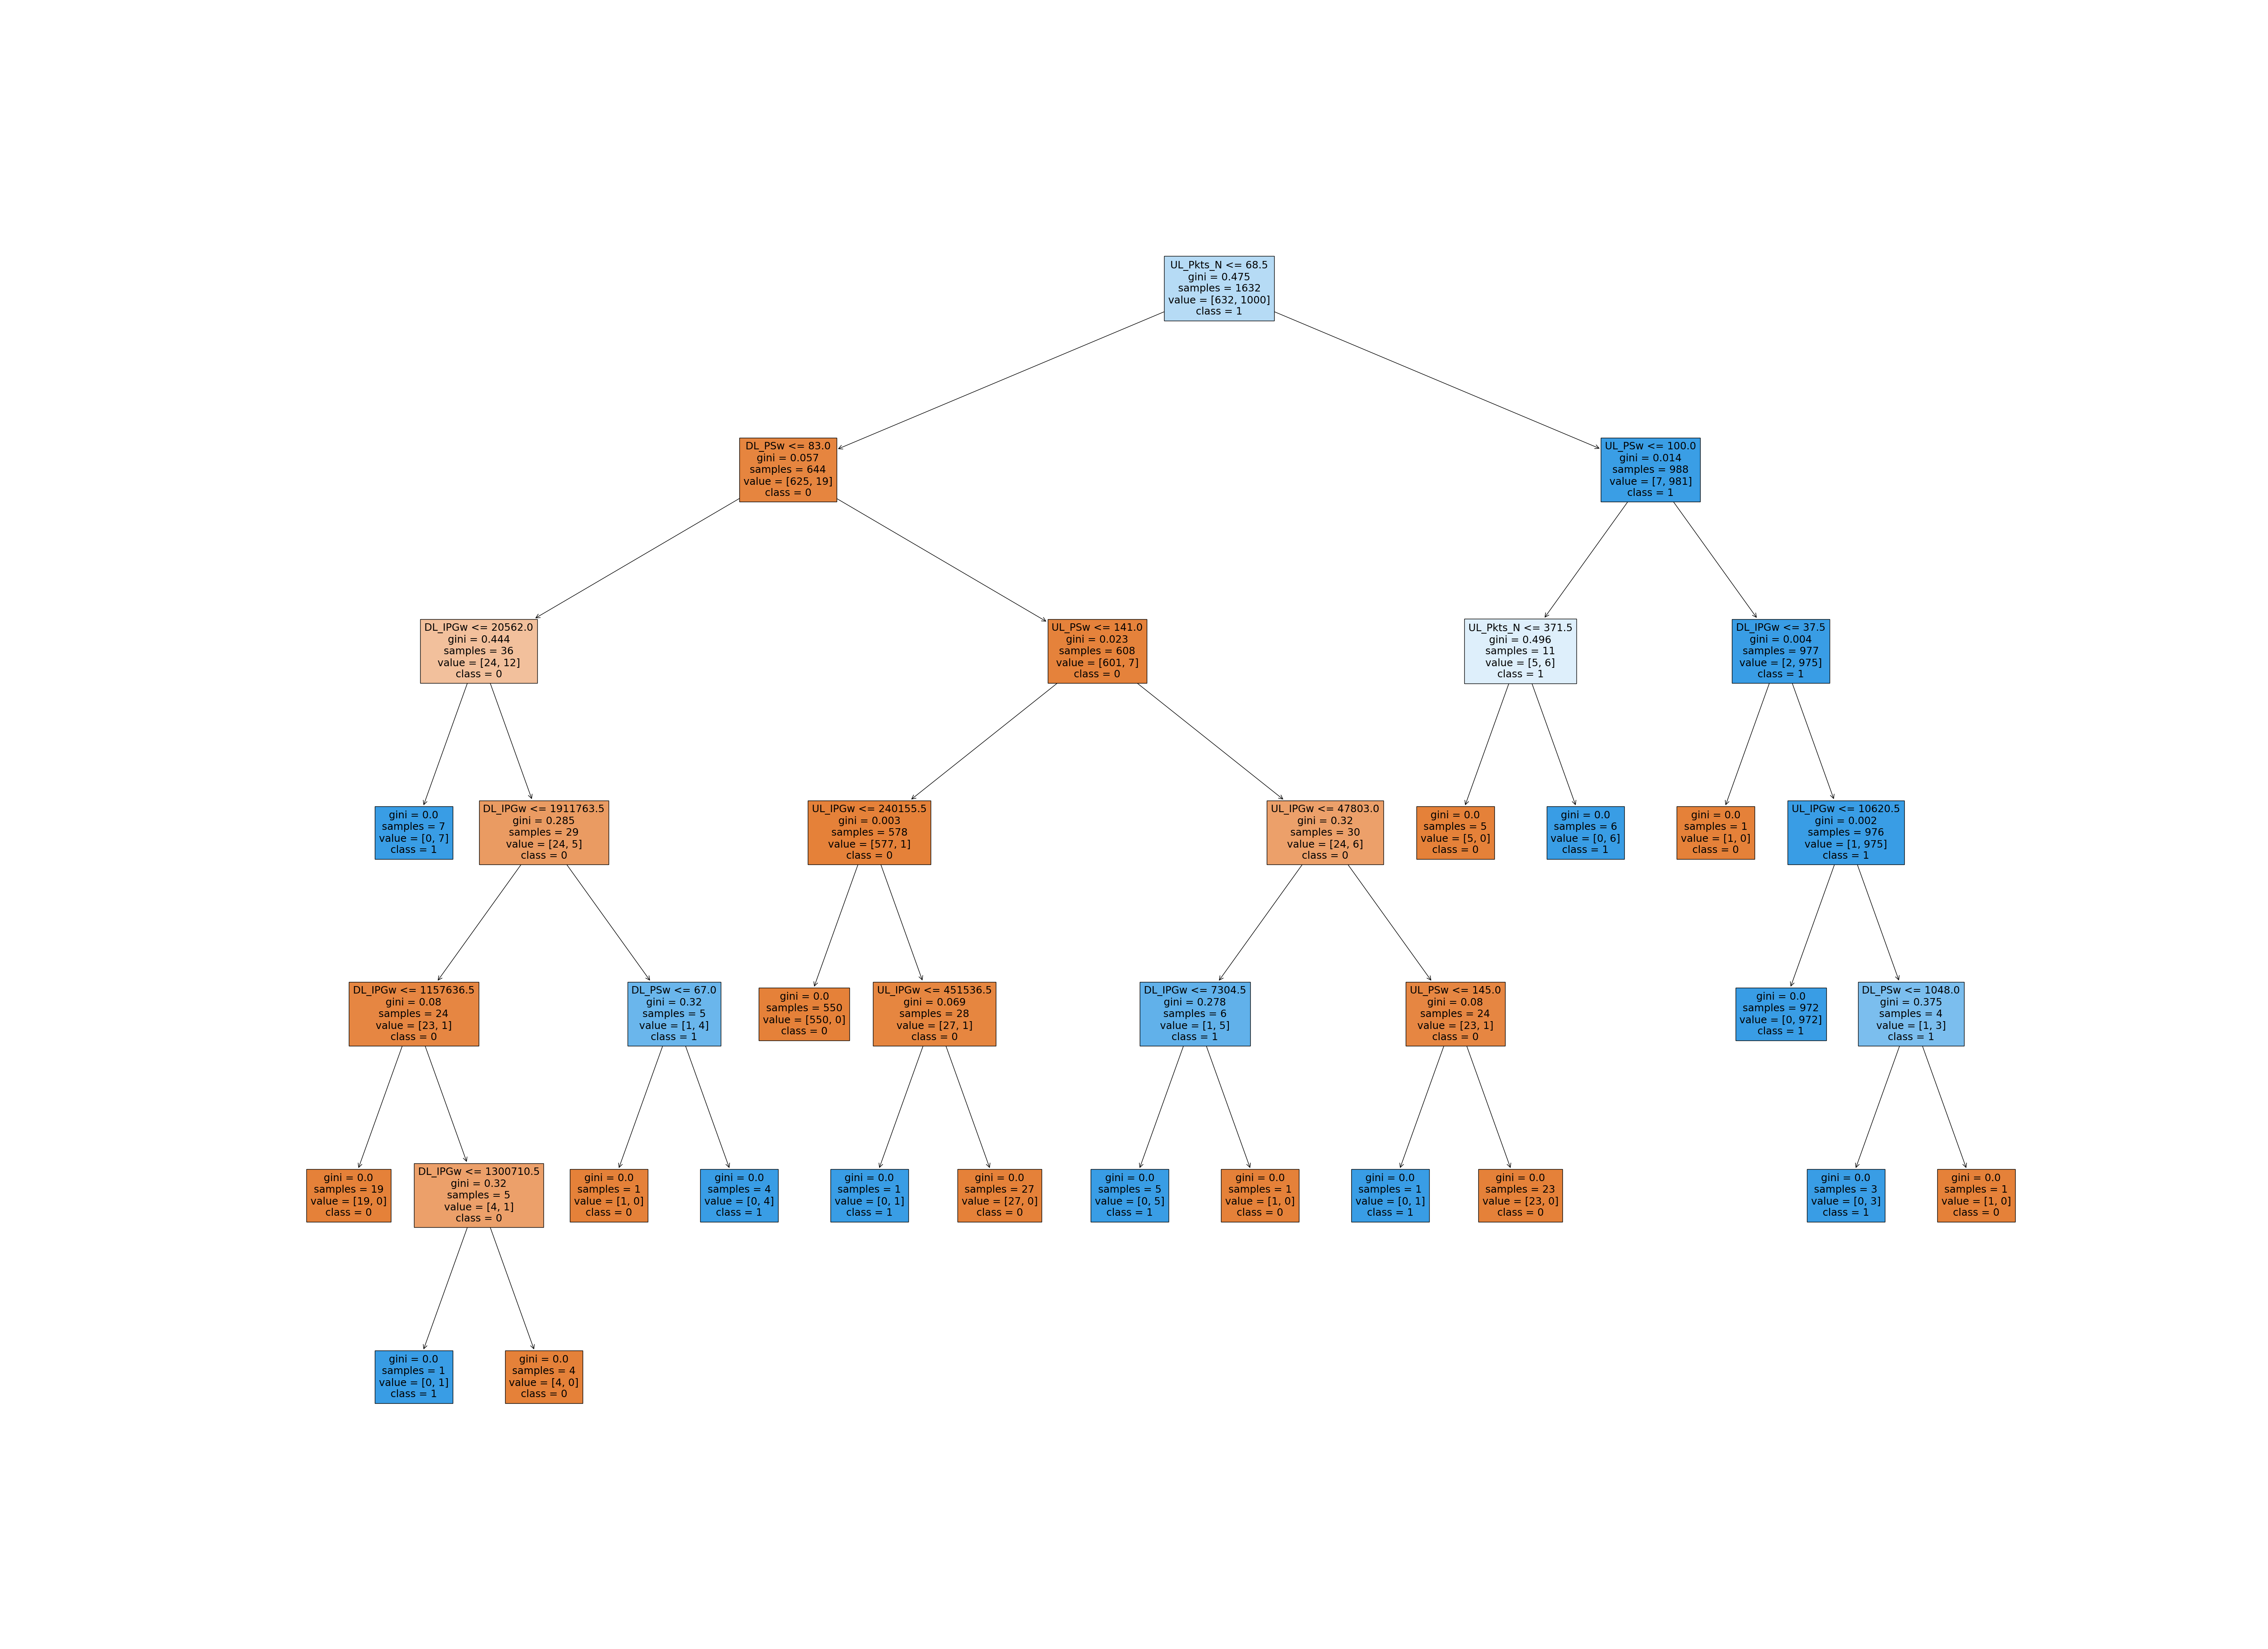 UL_Pkts_N <= 68.5
gini = 0.475
samples = 1632
value = [632, 1000]
class = 1
DL_PSw <= 83.0
gini = 0.057
samples = 644
value = [625, 19]
class = 0
UL_PSw <= 100.0
gini = 0.014
samples = 988
value = [7, 981]
class = 1
DL_IPGw <= 20562.0
gini = 0.444
samples = 36
value = [24, 12]
class = 0
UL_PSw <= 141.0
gini = 0.023
samples = 608
value = [601, 7]
class = 0
UL_Pkts_N <= 371.5
gini = 0.496
samples = 11
value = [5, 6]
class = 1
DL_IPGw <= 37.5
gini = 0.004
samples = 977
value = [2, 975]
class = 1
gini = 0.0
samples = 7
value = [0, 7]
class = 1
DL_IPGw <= 1911763.5
gini = 0.285
samples = 29
value = [24, 5]
class = 0
UL_IPGw <= 240155.5
gini = 0.003
samples = 578
value = [577, 1]
class = 0
UL_IPGw <= 47803.0
gini = 0.32
samples = 30
value = [24, 6]
class = 0
gini = 0.0
samples = 5
value = [5, 0]
class = 0
gini = 0.0
samples = 6
value = [0, 6]
class = 1
gini = 0.0
samples = 1
value = [1, 0]
class = 0
UL_IPGw <= 10620.5
gini = 0.002
samples = 976
value = [1, 975]
class = 1
DL_IPGw <= 1157636.5
gini = 0.08
samples = 24
value = [23, 1]
class = 0
DL_PSw <= 67.0
gini = 0.32
samples = 5
value = [1, 4]
class = 1
gini = 0.0
samples = 550
value = [550, 0]
class = 0
UL_IPGw <= 451536.5
gini = 0.069
samples = 28
value = [27, 1]
class = 0
DL_IPGw <= 7304.5
gini = 0.278
samples = 6
value = [1, 5]
class = 1
UL_PSw <= 145.0
gini = 0.08
samples = 24
value = [23, 1]
class = 0
gini = 0.0
samples = 972
value = [0, 972]
class = 1
DL_PSw <= 1048.0
gini = 0.375
samples = 4
value = [1, 3]
class = 1
gini = 0.0
samples = 19
value = [19, 0]
class = 0
DL_IPGw <= 1300710.5
gini = 0.32
samples = 5
value = [4, 1]
class = 0
gini = 0.0
samples = 1
value = [1, 0]
class = 0
gini = 0.0
samples = 4
value = [0, 4]
class = 1
gini = 0.0
samples = 1
value = [0, 1]
class = 1
gini = 0.0
samples = 27
value = [27, 0]
class = 0
gini = 0.0
samples = 5
value = [0, 5]
class = 1
gini = 0.0
samples = 1
value = [1, 0]
class = 0
gini = 0.0
samples = 1
value = [0, 1]
class = 1
gini = 0.0
samples = 23
value = [23, 0]
class = 0
gini = 0.0
samples = 3
value = [0, 3]
class = 1
gini = 0.0
samples = 1
value = [1, 0]
class = 0
gini = 0.0
samples = 1
value = [0, 1]
class = 1
gini = 0.0
samples = 4
value = [4, 0]
class = 0